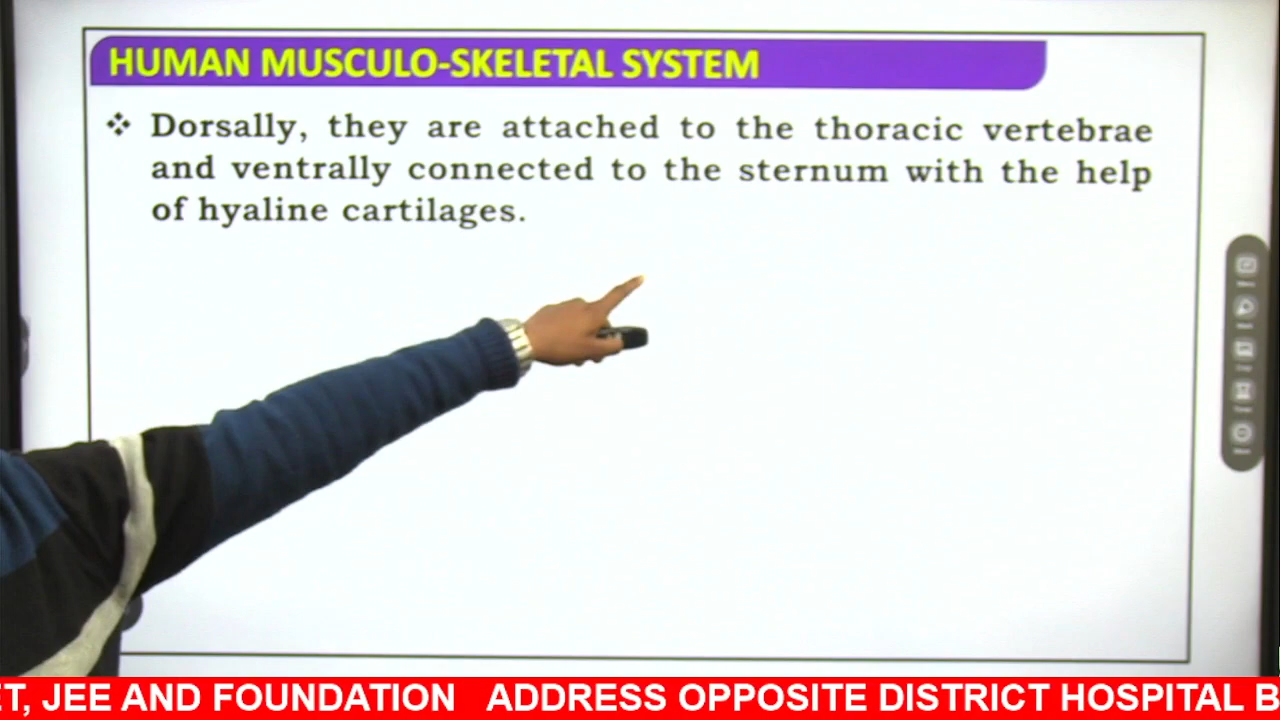 HUMAN MUSCULO-SKELETAL SYSTEM
❖ Dorsally, they are attached to the thoracic vertebrae
and ventrally connected to the sternum with the help
of hyaline cartilages.
ET, JEE AND FOUNDATION ADDRESS OPPOSITE DISTRICT HOSPITAL B